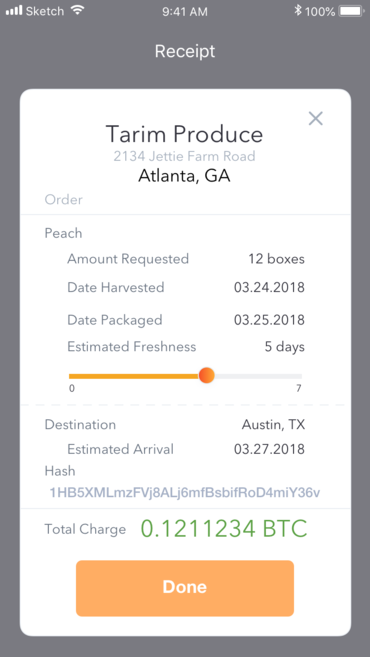 Sketch 9:41 AM 100%
Receipt
Tarim Produce
2134 Jettie Farm Road
Atlanta, GA
Order
Peach
Amount Requested 12 boxes
Date Harvested 03.24.2018
Date Packaged 03.25.2018
Estimated Freshness 5 days
0 7
Destination Austin, TX
Estimated Arrival 03.27.2018
Hash
1HB5XMLmzFVj8ALj6mfBsbifRoD4miY36v
Total Charge 0.1211234 BTC
Done